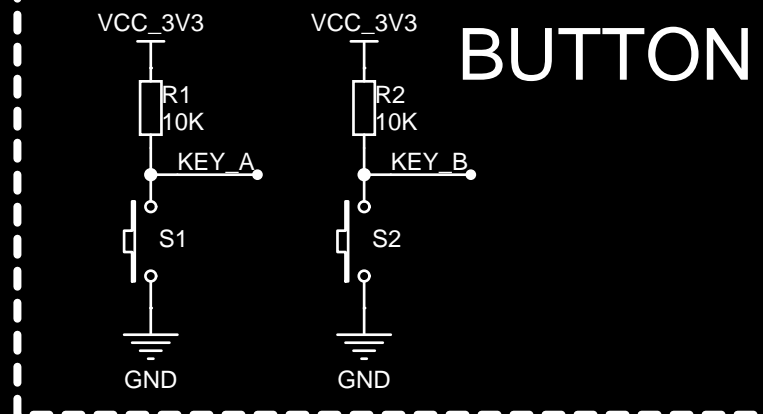 VCC_3V3
VCC_3V3
BUTTON
R1
10K
R2
10K
KEY_A
KEY_B
S1
S2
GND
GND